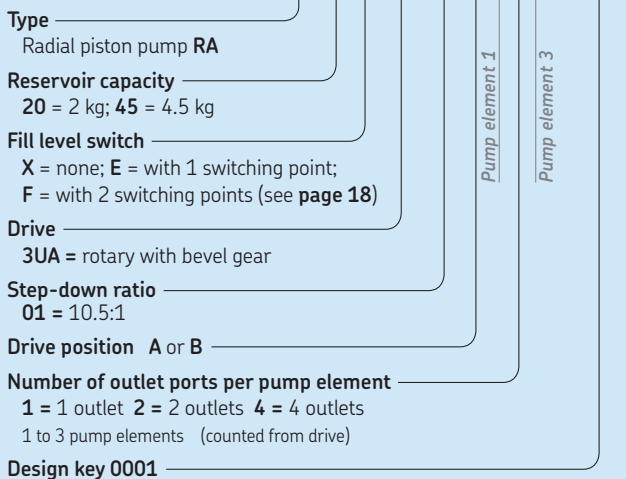 Type
Radial piston pump RA
Reservoir capacity
20 = 2 kg; 45 = 4.5 kg
Fill level switch
X = none; E = with 1 switching point;
F = with 2 switching points (see page 18)
Drive
3UA = rotary with bevel gear
Step-down ratio
01 = 10.5:1
Drive position A or B
Number of outlet ports per pump element
1 = 1 outlet 2 = 2 outlets 4 = 4 outlets
1 to 3 pump elements (counted from drive)
Design key 0001
Pump element 1
Pump element 3